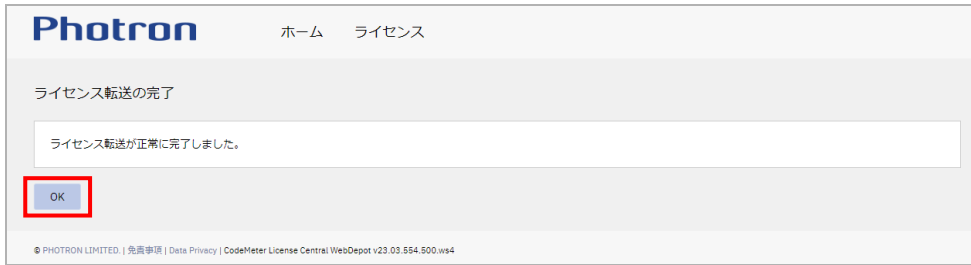 Photron ホーム ライセンス
ライセンス転送の完了
ライセンス転送が正常に完了しました。
OK
© PHOTRON LIMITED. | 免責事項 | Data Privacy | CodeMeter License Central WebDepot v23.03.554.500.ws4